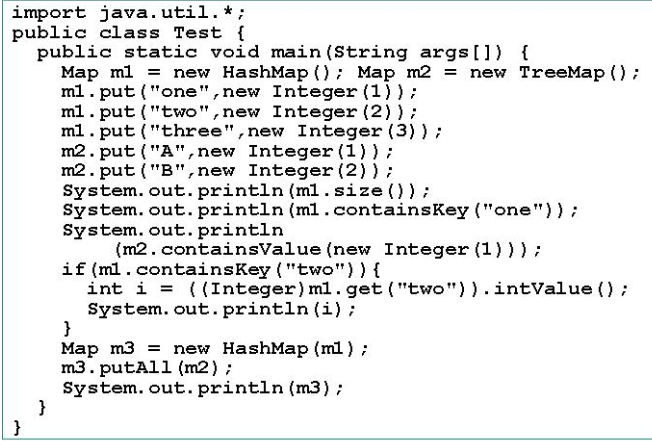 import java.util.*;
public class Test {
  public static void main(String args[]) {
    Map m1 = new HashMap(); Map m2 = new TreeMap();
    m1.put("one",new Integer(1));
    m1.put("two",new Integer(2));
    m1.put("three",new Integer(3));
    m2.put("A",new Integer(1));
    m2.put("B",new Integer(2));
    System.out.println(m1.size());
    System.out.println(m1.containsKey("one"));
    System.out.println
        (m2.containsValue(new Integer(1)));
    if(m1.containsKey("two")){
      int i = ((Integer)m1.get("two")).intValue();
      System.out.println(i);
    }
    Map m3 = new HashMap(m1);
    m3.putAll(m2);
    System.out.println(m3);
  }
}